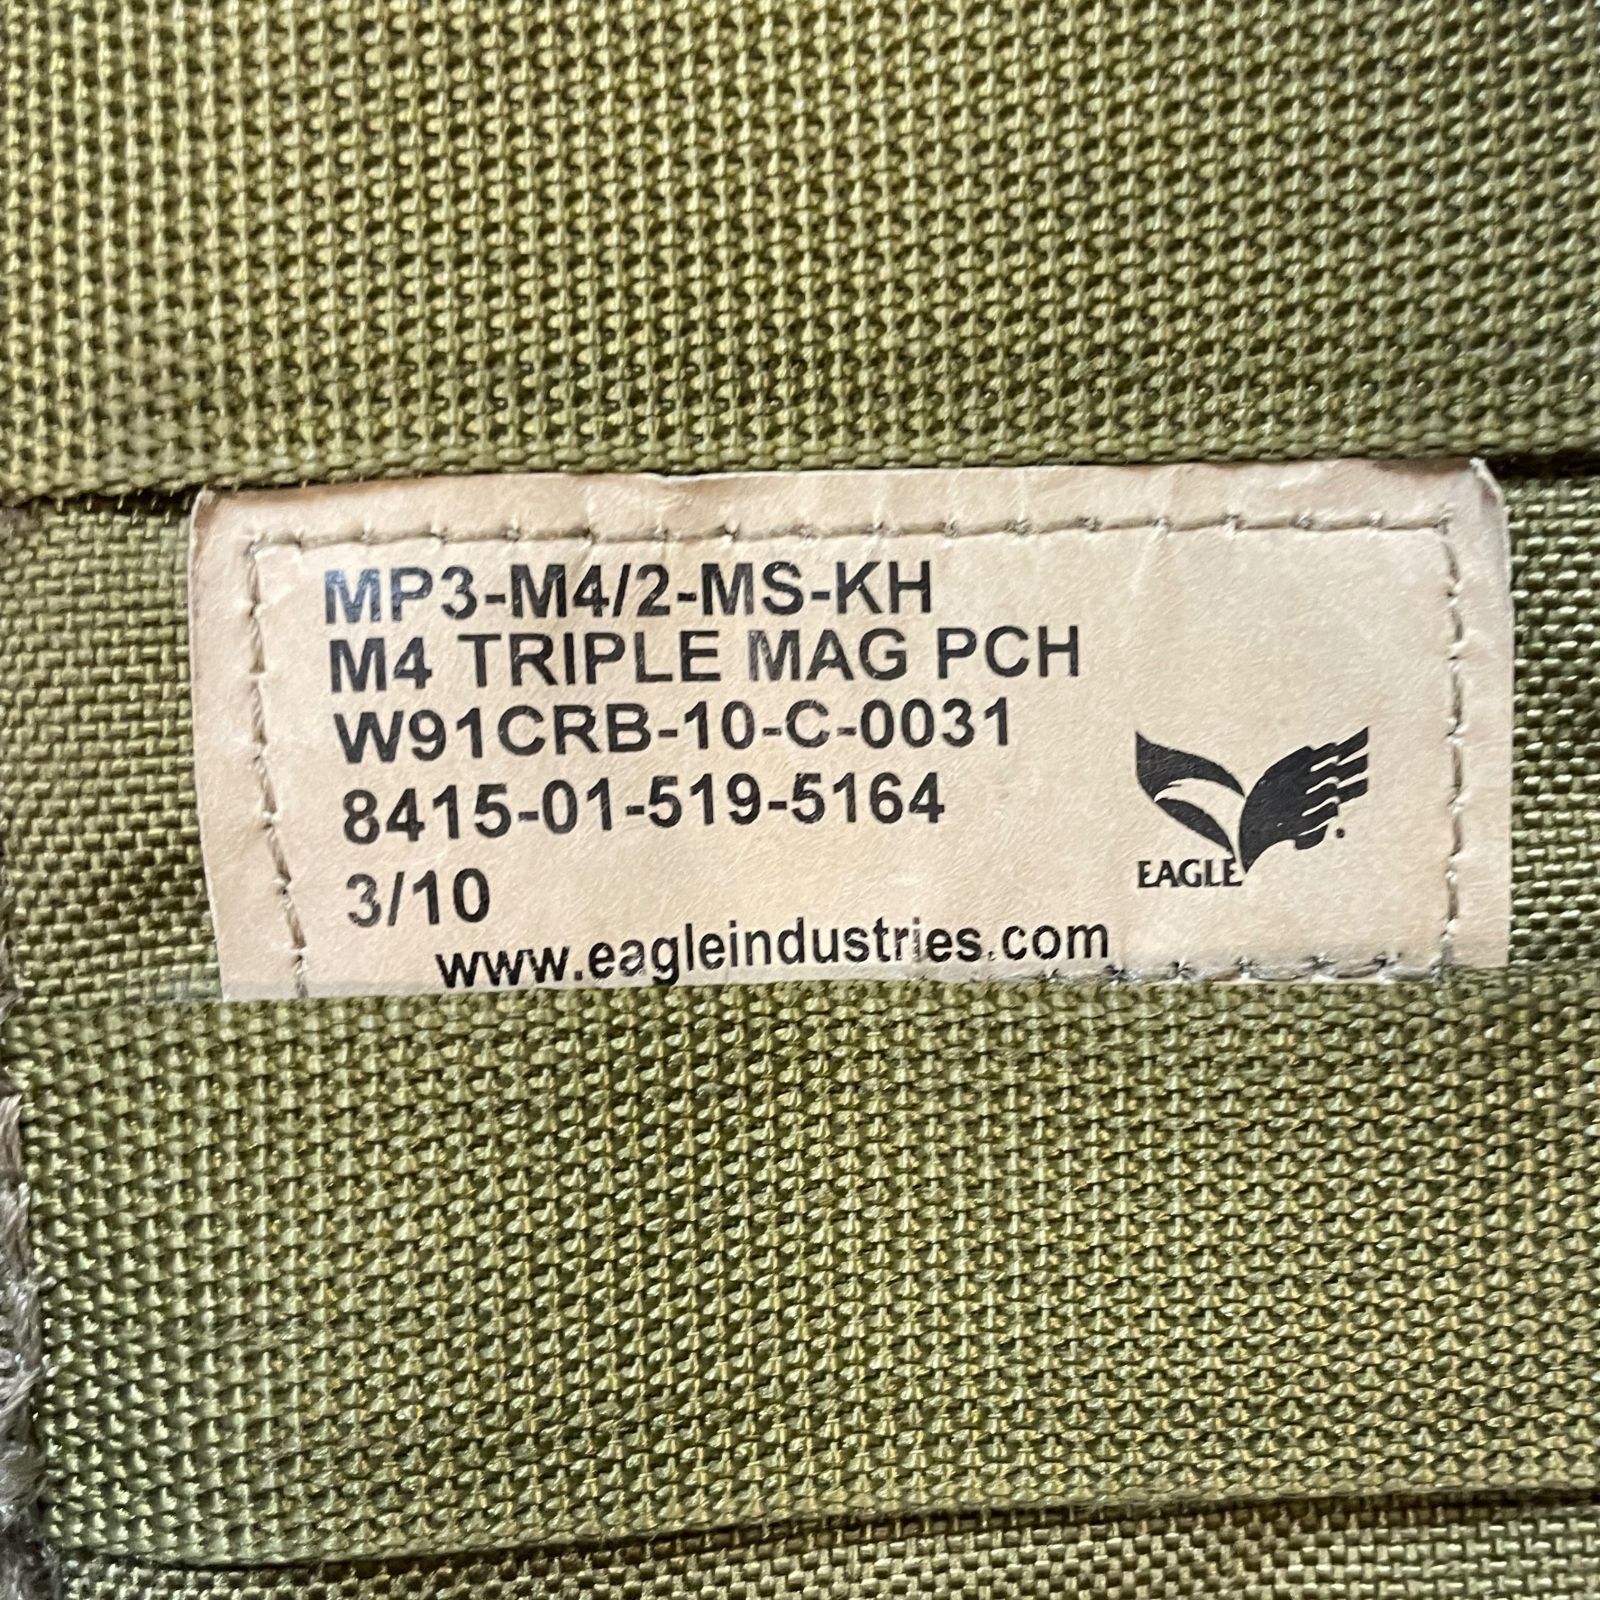 MP3-M4/2-MS-KH
M4 TRIPLE MAG PCH
W91CRB-10-C-0031
8415-01-519-5164
3/10
EAGLE
www.eagleindustries.com